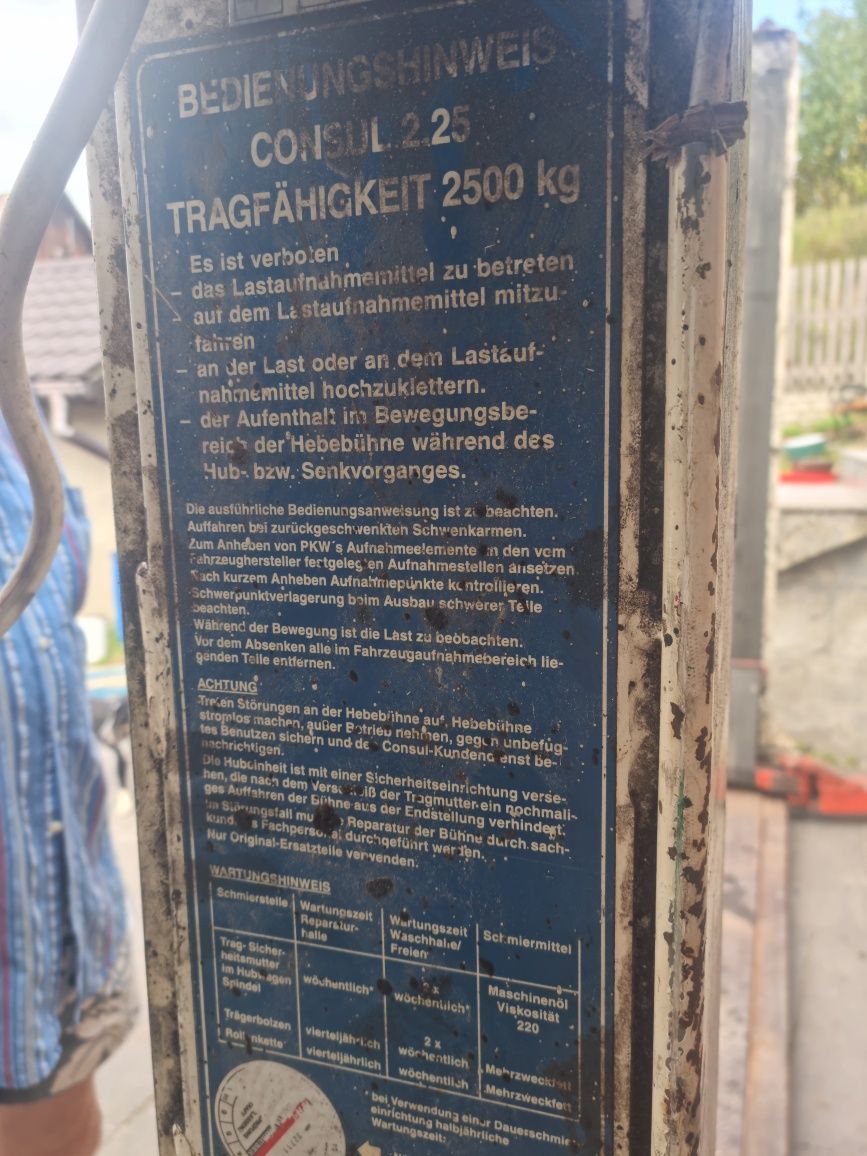 BEDIENUNGSHINWEIS
CONSUL 2.25
TRAGFÄHIGKEIT 2500 kg
Es ist verboten
- das Lastaufnahmemittel zu betreten
- auf dem Lastaufnahmemittel mitzu-
fahren
- an der Last oder an dem Lastauf-
nahmemittel hochzuklettern.
- der Aufenthalt im Bewegungsbe-
reich der Hebebühne während des
Hub- bzw. Senkvorganges.
Die ausführliche Bedienungsanweisung ist zu beachten.
Auffahren bei zurückgeschwenkten Schwenkarmen.
Zum Anheben von PKW's Aufnahmeelemente an den vom
Fahrzeughersteller festgelegten Aufnahmestellen ansetzen
Nach kurzem Anheben Aufnahmepunkte kontrollieren.
Schwerpunktverlagerung beim Ausbau schwerer Teile
beachten.
Während der Bewegung ist die Last zu beobachten.
Vor dem Absenken alle im Fahrzeugaufnahmebereich lie-
genden Teile entfernen.
ACHTUNG
Treten Störungen an der Hebebühne auf, Hebebühne
stromlos machen, außer Betrieb nehmen, gegen unbefug-
tes Benutzen sichern und den Consul-Kundendienst be-
nachrichtigen.
Die Hubeinheit ist mit einer Sicherheitseinrichtung verse-
hen, die nach dem Verschleiß der Tragmutter ein nochmali-
ges Auffahren der Bühne aus der Endstellung verhindert.
Im Störungsfall muß die Reparatur der Bühne durch sach-
kundiges Fachpersonal durchgeführt werden.
Nur Original-Ersatzteile verwenden.
WARTUNGSHINWEIS
Schmierstelle Wartungszeit Reparatur- halle Wartungszeit Waschhalle/ Freien Schmiermittel
Trag- Sicher-
heitsmutter
im Hubwagen
Spindel
wöchentlich* 2 x wöchentlich* Maschinenöl Viskosität 220
Trägerbolzen vierteljährlich 2 x wöchentlich Mehrzweckfett
Rollenkette vierteljährlich wöchentlich Mehrzweckfett
bei Verwendung einer Dauerschmier-
einrichtung halbjährliche
Wartungszeit